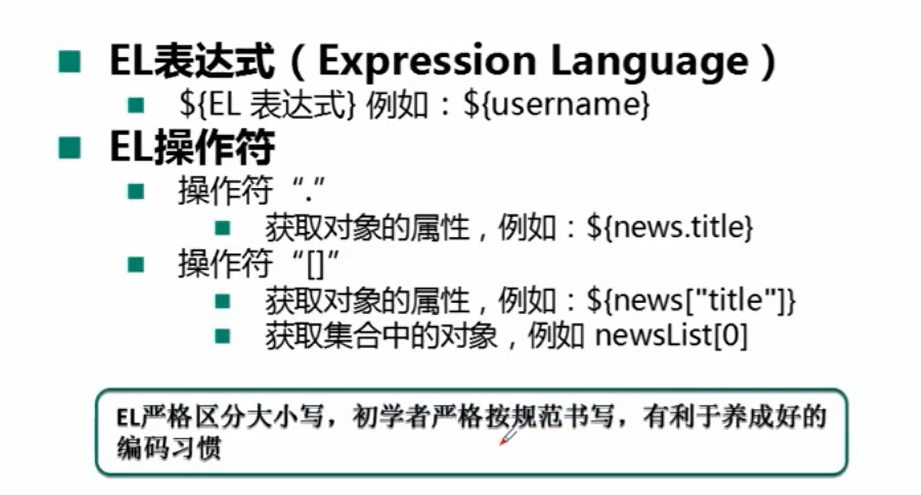 EL表达式（Expression Language）
${EL 表达式} 例如：${username}
EL操作符
操作符“.”
获取对象的属性，例如：${news.title}
操作符“[]”
获取对象的属性，例如：${news["title"]}
获取集合中的对象，例如 newsList[0]
EL严格区分大小写，初学者严格按规范书写，有利于养成好的
编码习惯